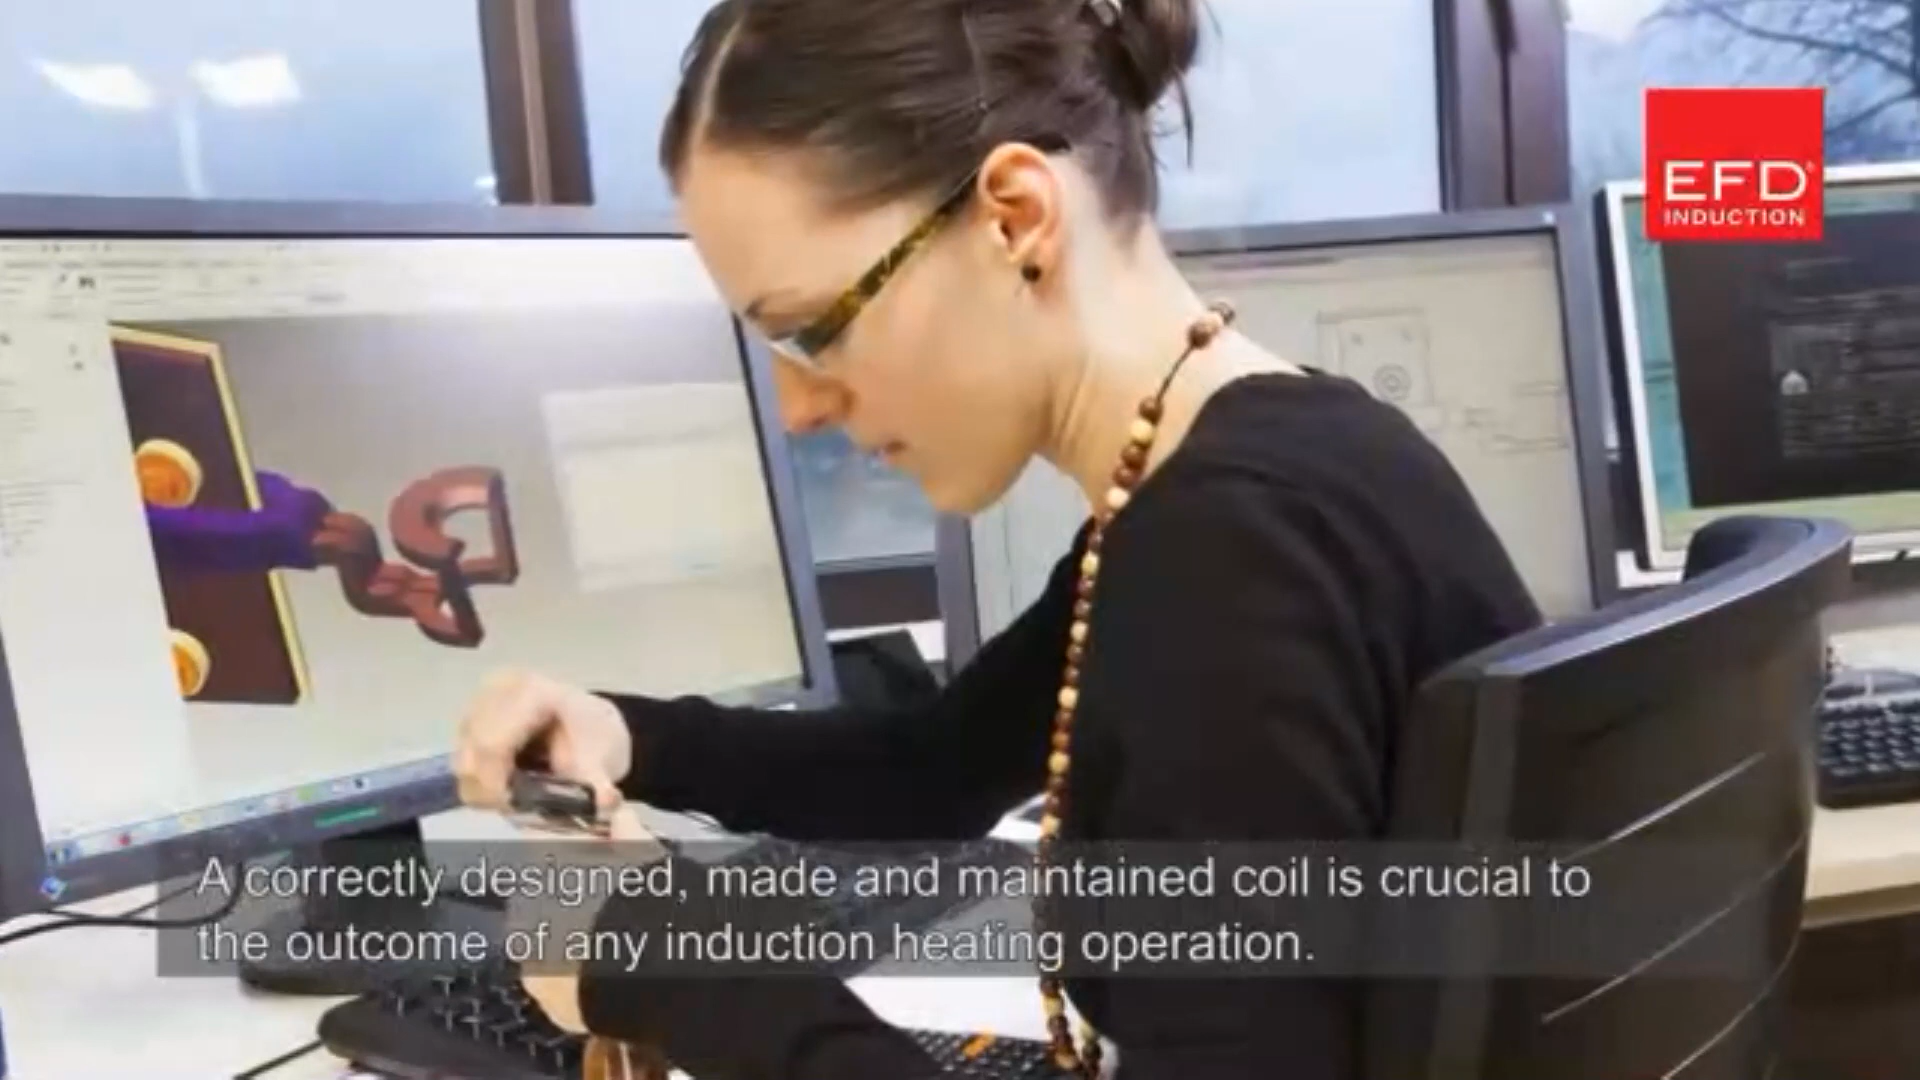 EFD®
INDUCTION
A correctly designed, made and maintained coil is crucial to
the outcome of any induction heating operation.